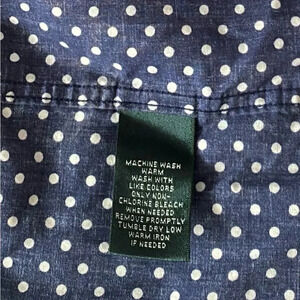 MACHINE WASH
WARM
WASH WITH
LIKE COLORS
ONLY NON-
CHLORINE BLEACH
WHEN NEEDED
REMOVE PROMPTLY
TUMBLE DRY LOW
WARM IRON
IF NEEDED